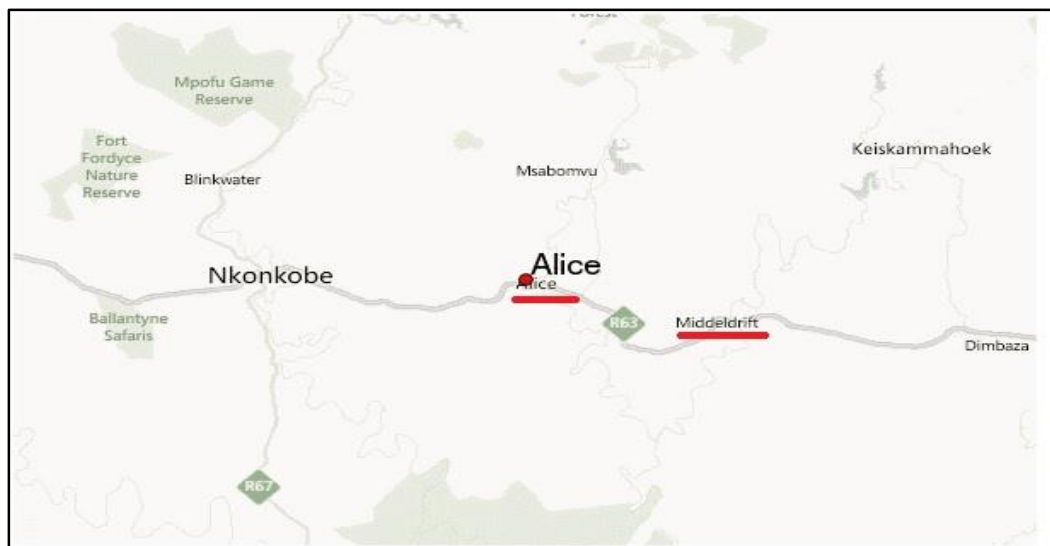 Forest
Mpofu Game
Reserve
Fort
Fordyce
Nature
Reserve
Blinkwater
Msabomvu
Keiskammahoek
Nkonkobe
Alice
Alice
Ballantyne
Safaris
R63
Middeldrift
Dimbaza
R67